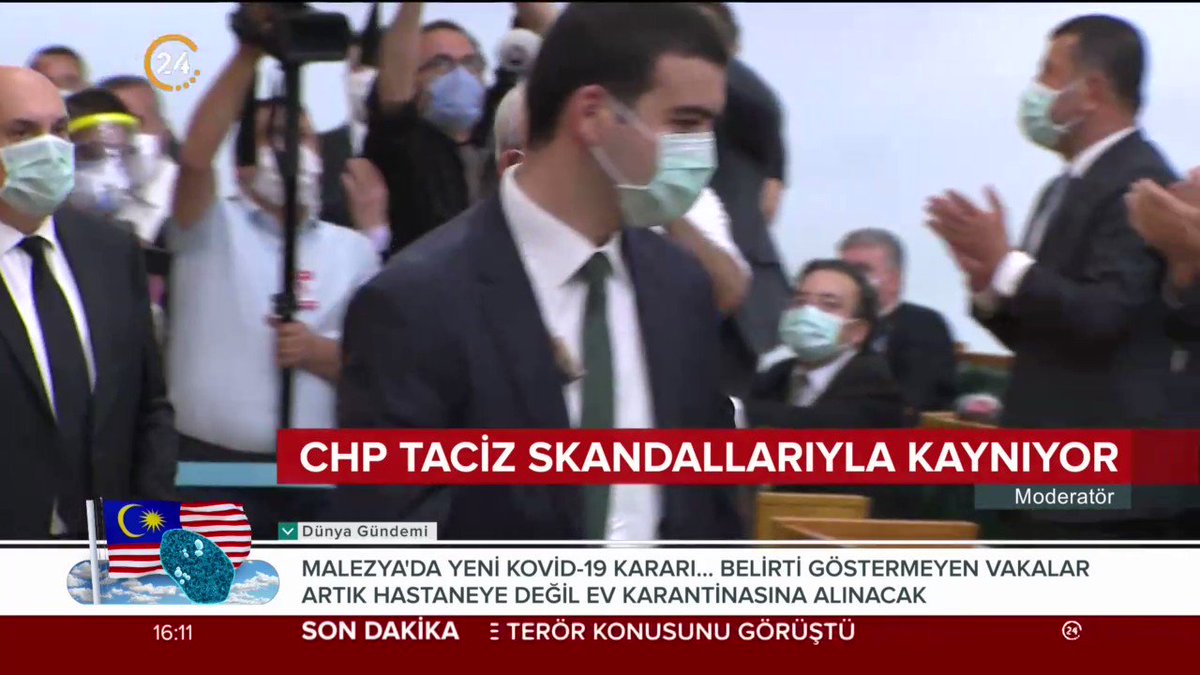 24
CHP TACİZ SKANDALLARIYLA KAYNIYOR
Moderatör
Dünya Gündemi
MALEZYA'DA YENİ KOVİD-19 KARARI... BELİRTİ GÖSTERMEYEN VAKALAR
ARTIK HASTANEYE DEĞİL EV KARANTİNASINA ALINACAK
16:11 SON DAKİKA TERÖR KONUSUNU GÖRÜŞTÜ 24